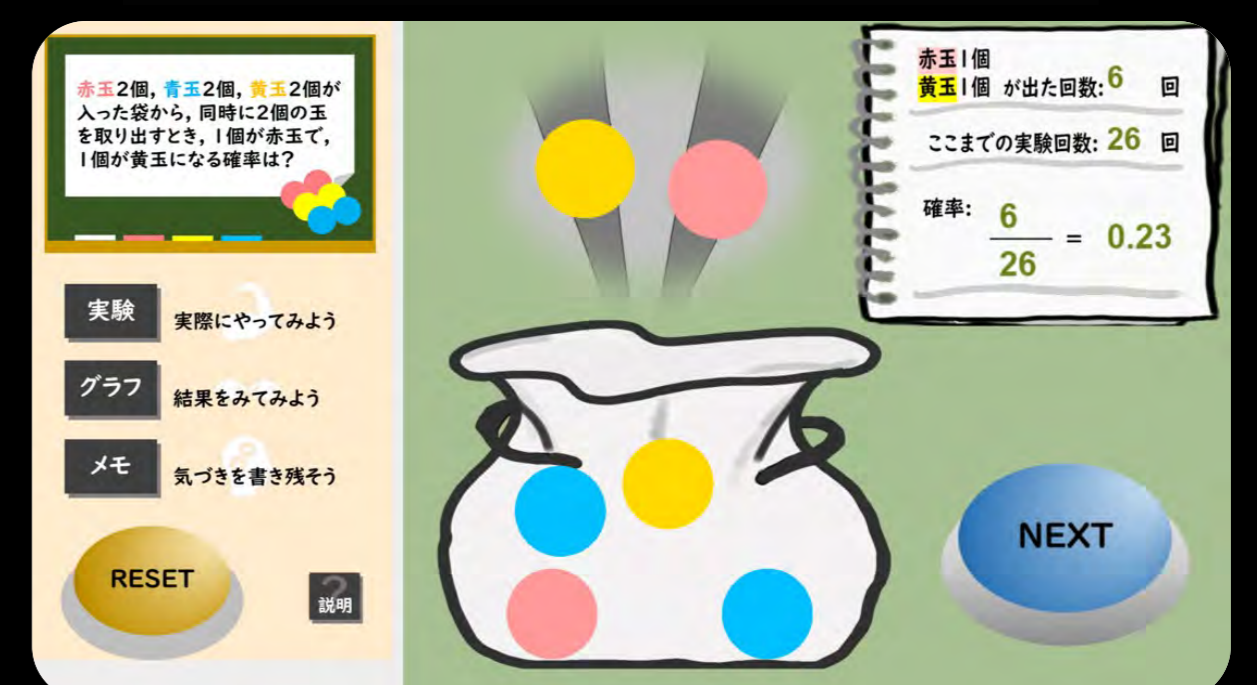 赤玉2個, 青玉2個, 黄玉2個が
入った袋から, 同時に2個の玉
を取り出すとき, 1個が赤玉で,
1個が黄玉になる確率は?
実験
実際にやってみよう
グラフ
結果をみてみよう
メモ
気づきを書き残そう
RESET
?
説明
赤玉1個
黄玉1個 が出た回数: 6 回
ここまでの実験回数: 26 回
確率: 6
26
= 0.23
NEXT